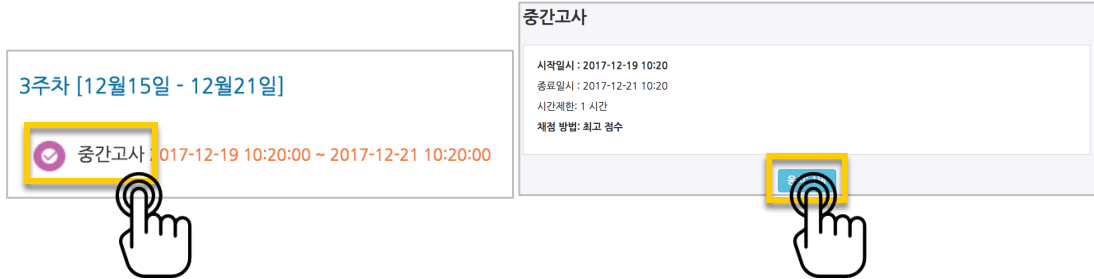 3주차 [12월15일 - 12월21일]
중간고사 2017-12-19 10:20:00 ~ 2017-12-21 10:20:00
중간고사
시작일시 : 2017-12-19 10:20
종료일시 : 2017-12-21 10:20
시간제한: 1 시간
채점 방법: 최고 점수